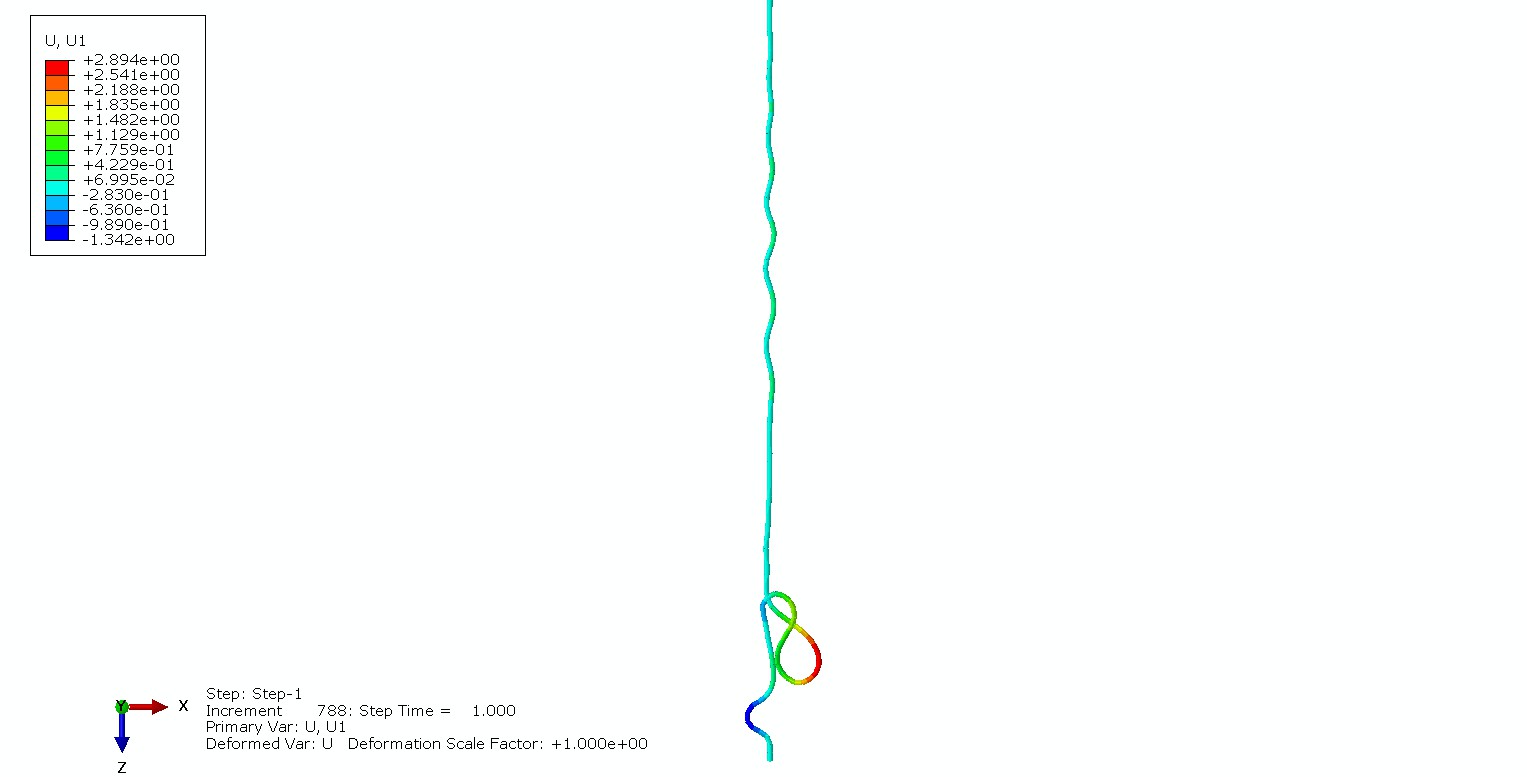 U, U1
+2.894e+00
+2.541e+00
+2.188e+00
+1.835e+00
+1.482e+00
+1.129e+00
+7.759e-01
+4.229e-01
+6.995e-02
-2.830e-01
-6.360e-01
-9.890e-01
-1.342e+00
Y
X
Z
Step: Step-1
Increment 788: Step Time = 1.000
Primary Var: U, U1
Deformed Var: U Deformation Scale Factor: +1.000e+00